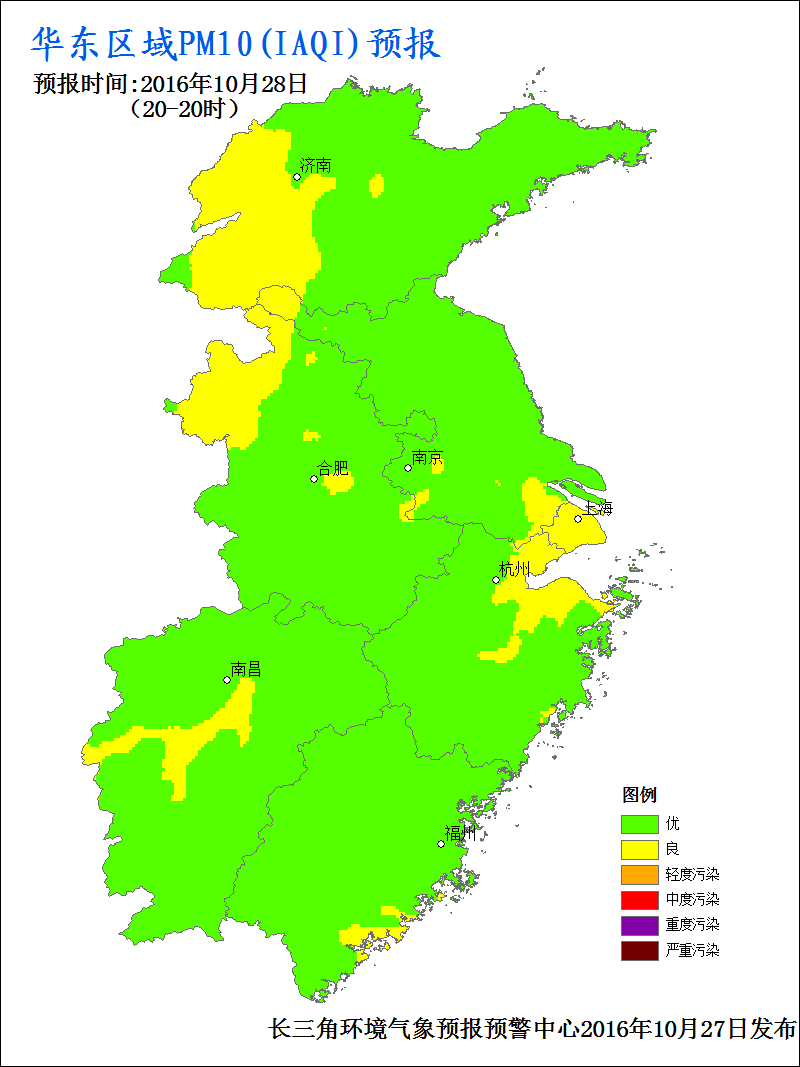 华东区域PM10(IAQI)预报
预报时间:2016年10月28日
（20-20时）
济南
合肥
南京
上海
杭州
南昌
福州
图例
优
良
轻度污染
中度污染
重度污染
严重污染
长三角环境气象预报预警中心2016年10月27日发布